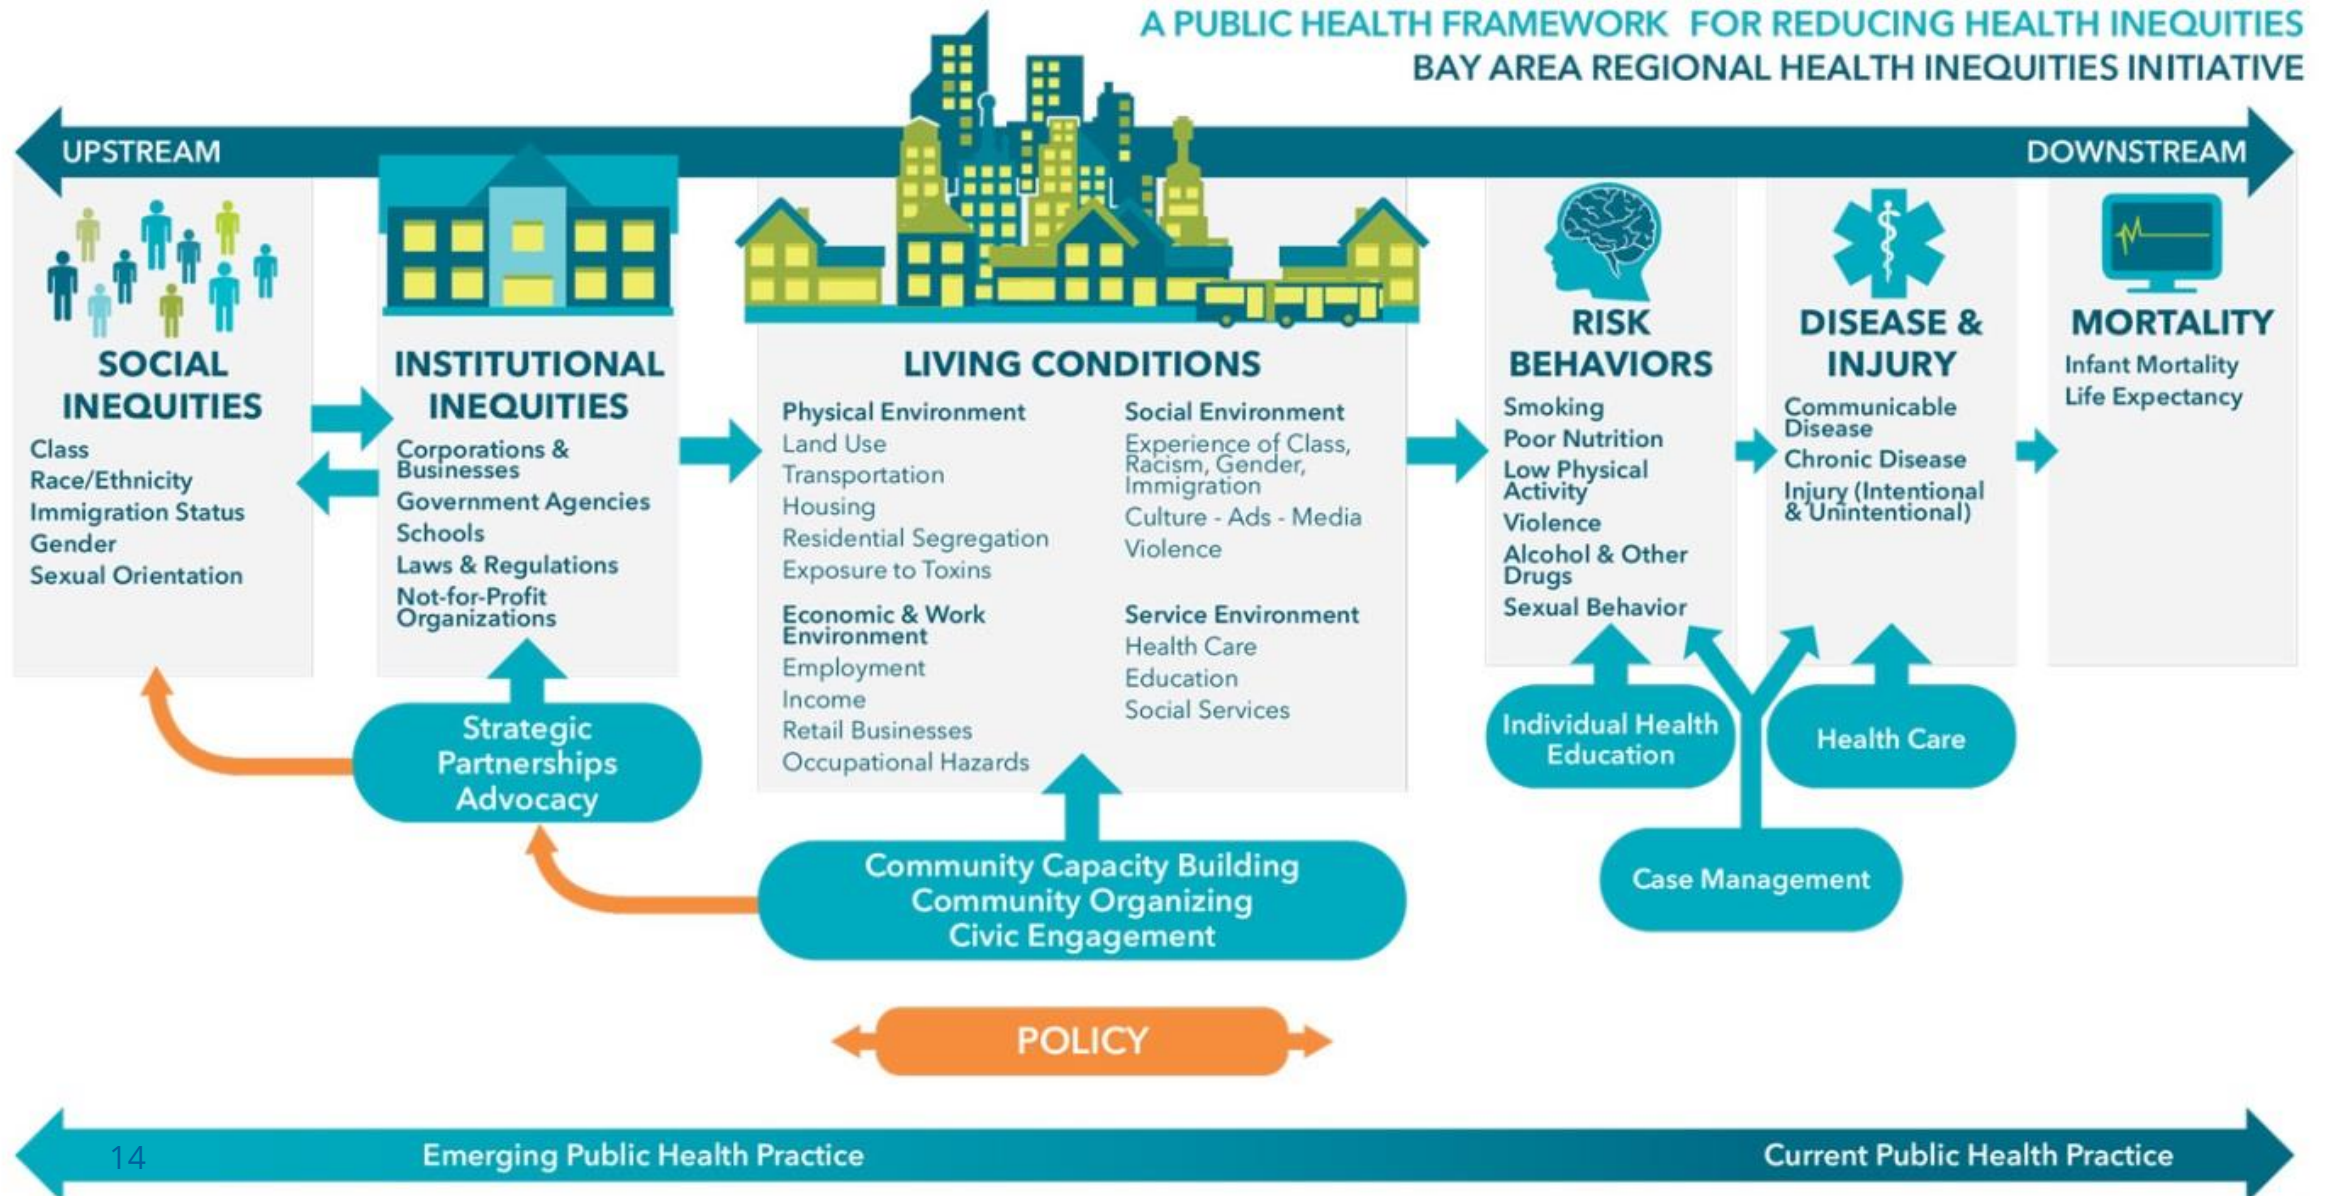 A PUBLIC HEALTH FRAMEWORK FOR REDUCING HEALTH INEQUITIES
BAY AREA REGIONAL HEALTH INEQUITIES INITIATIVE
UPSTREAM
DOWNSTREAM
SOCIAL
INEQUITIES
Class
Race/Ethnicity
Immigration Status
Gender
Sexual Orientation
INSTITUTIONAL
INEQUITIES
Corporations &
Businesses
Government Agencies
Schools
Laws & Regulations
Not-for-Profit
Organizations
LIVING CONDITIONS
Physical Environment
Land Use
Transportation
Housing
Residential Segregation
Exposure to Toxins
Economic & Work
Environment
Employment
Income
Retail Businesses
Occupational Hazards
Social Environment
Experience of Class,
Racism, Gender,
Immigration
Culture - Ads - Media
Violence
Service Environment
Health Care
Education
Social Services
RISK
BEHAVIORS
Smoking
Poor Nutrition
Low Physical
Activity
Violence
Alcohol & Other
Drugs
Sexual Behavior
DISEASE &
INJURY
Communicable
Disease
Chronic Disease
Injury (Intentional
& Unintentional)
MORTALITY
Infant Mortality
Life Expectancy
Strategic
Partnerships
Advocacy
Community Capacity Building
Community Organizing
Civic Engagement
Individual Health
Education
Health Care
Case Management
POLICY
14
Emerging Public Health Practice
Current Public Health Practice